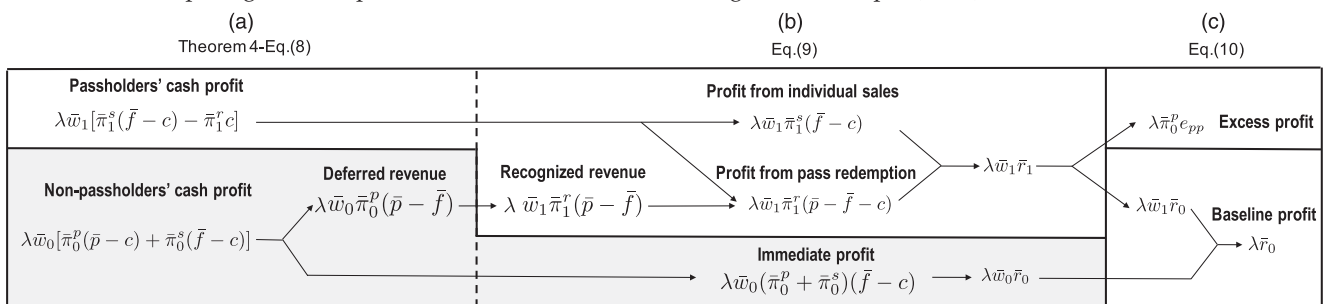 (a) (b) (c)
Theorem 4-Eq.(8) Eq.(9) Eq.(10)
Passholders' cash profit Profit from individual sales
λw̄₁[π̄₁ˢ(f̄ − c) − π̄₁ʳc] λw̄₁π̄₁ˢ(f̄ − c) λπ̄₀ᵖeₚₚ Excess profit
Non-passholders' cash profit Deferred revenue Recognized revenue Profit from pass redemption λw̄₁r̄₁
λw̄₀π̄₀ᵖ(p̄ − f̄) λ w̄₁π̄₁ʳ(p̄ − f̄) λw̄₁π̄₁ʳ(p̄ − f̄ − c) λw̄₁r̄₀ Baseline profit
λw̄₀[π̄₀ᵖ(p̄ − c) + π̄₀ˢ(f̄ − c)] λr̄₀
Immediate profit
λw̄₀(π̄₀ᵖ + π̄₀ˢ)(f̄ − c) λw̄₀r̄₀